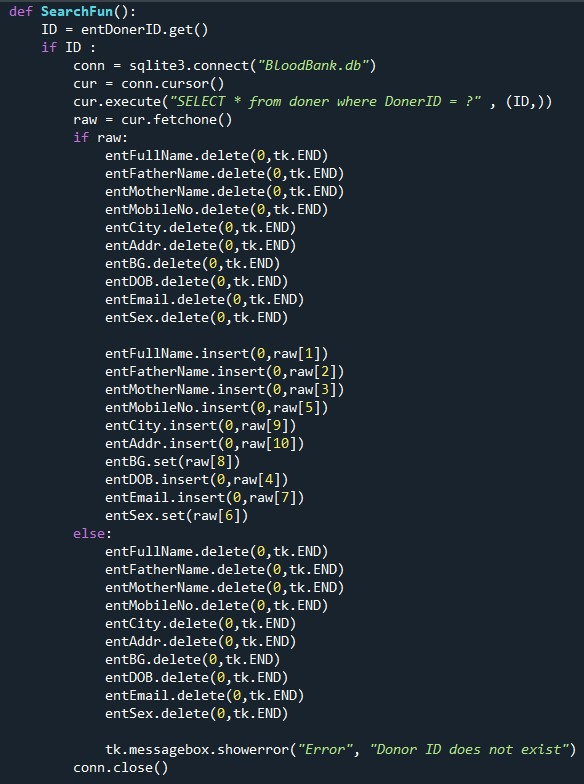 def SearchFun():
    ID = entDonerID.get()
    if ID :
        conn = sqlite3.connect("BloodBank.db")
        cur = conn.cursor()
        cur.execute("SELECT * from doner where DonerID = ?" , (ID,))
        raw = cur.fetchone()
        if raw:
            entFullName.delete(0,tk.END)
            entFatherName.delete(0,tk.END)
            entMotherName.delete(0,tk.END)
            entMobileNo.delete(0,tk.END)
            entCity.delete(0,tk.END)
            entAddr.delete(0,tk.END)
            entBG.delete(0,tk.END)
            entDOB.delete(0,tk.END)
            entEmail.delete(0,tk.END)
            entSex.delete(0,tk.END)

            entFullName.insert(0,raw[1])
            entFatherName.insert(0,raw[2])
            entMotherName.insert(0,raw[3])
            entMobileNo.insert(0,raw[5])
            entCity.insert(0,raw[9])
            entAddr.insert(0,raw[10])
            entBG.set(raw[8])
            entDOB.insert(0,raw[4])
            entEmail.insert(0,raw[7])
            entSex.set(raw[6])
        else:
            entFullName.delete(0,tk.END)
            entFatherName.delete(0,tk.END)
            entMotherName.delete(0,tk.END)
            entMobileNo.delete(0,tk.END)
            entCity.delete(0,tk.END)
            entAddr.delete(0,tk.END)
            entBG.delete(0,tk.END)
            entDOB.delete(0,tk.END)
            entEmail.delete(0,tk.END)
            entSex.delete(0,tk.END)

            tk.messagebox.showerror("Error", "Donor ID does not exist")
        conn.close()